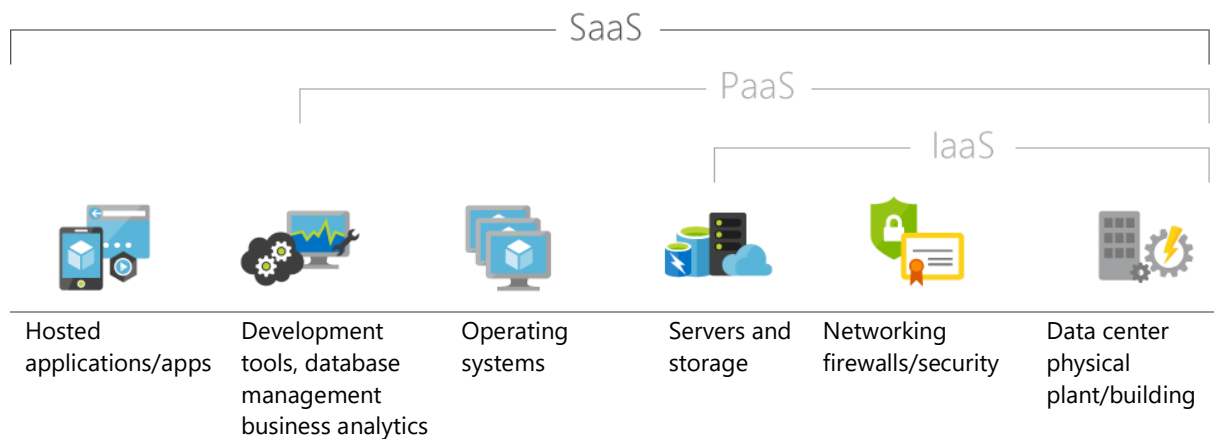 SaaS
PaaS
IaaS
Hosted
applications/apps
Development
tools, database
management
business analytics
Operating
systems
Servers and
storage
Networking
firewalls/security
Data center
physical
plant/building